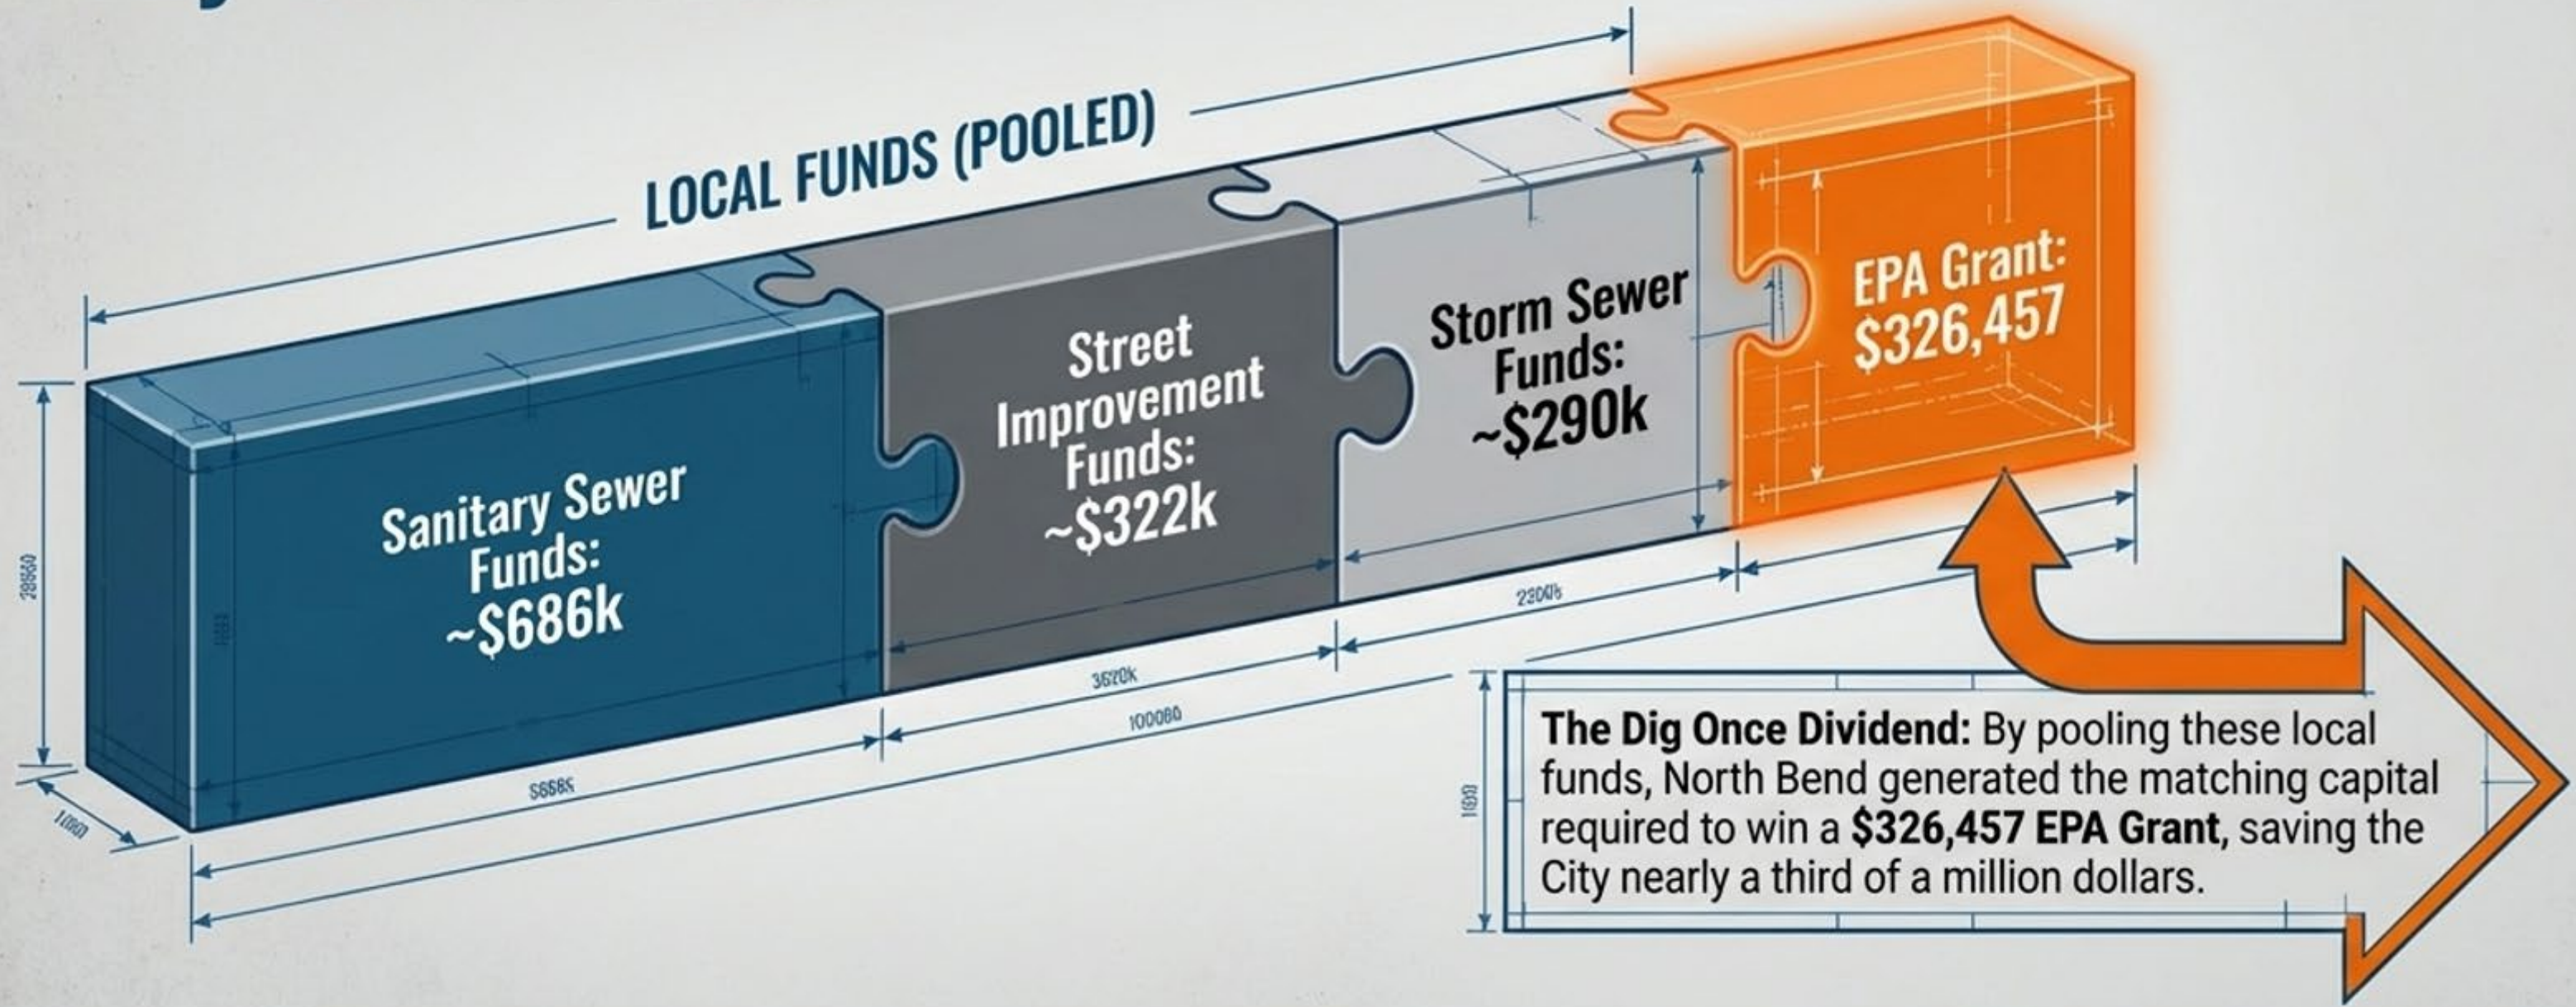 LOCAL FUNDS (POOLED)
Sanitary Sewer
Funds:
~$686k
Street
Improvement
Funds:
~$322k
Storm Sewer
Funds:
~$290k
EPA Grant:
$326,457
The Dig Once Dividend: By pooling these local
funds, North Bend generated the matching capital
required to win a $326,457 EPA Grant, saving the
City nearly a third of a million dollars.